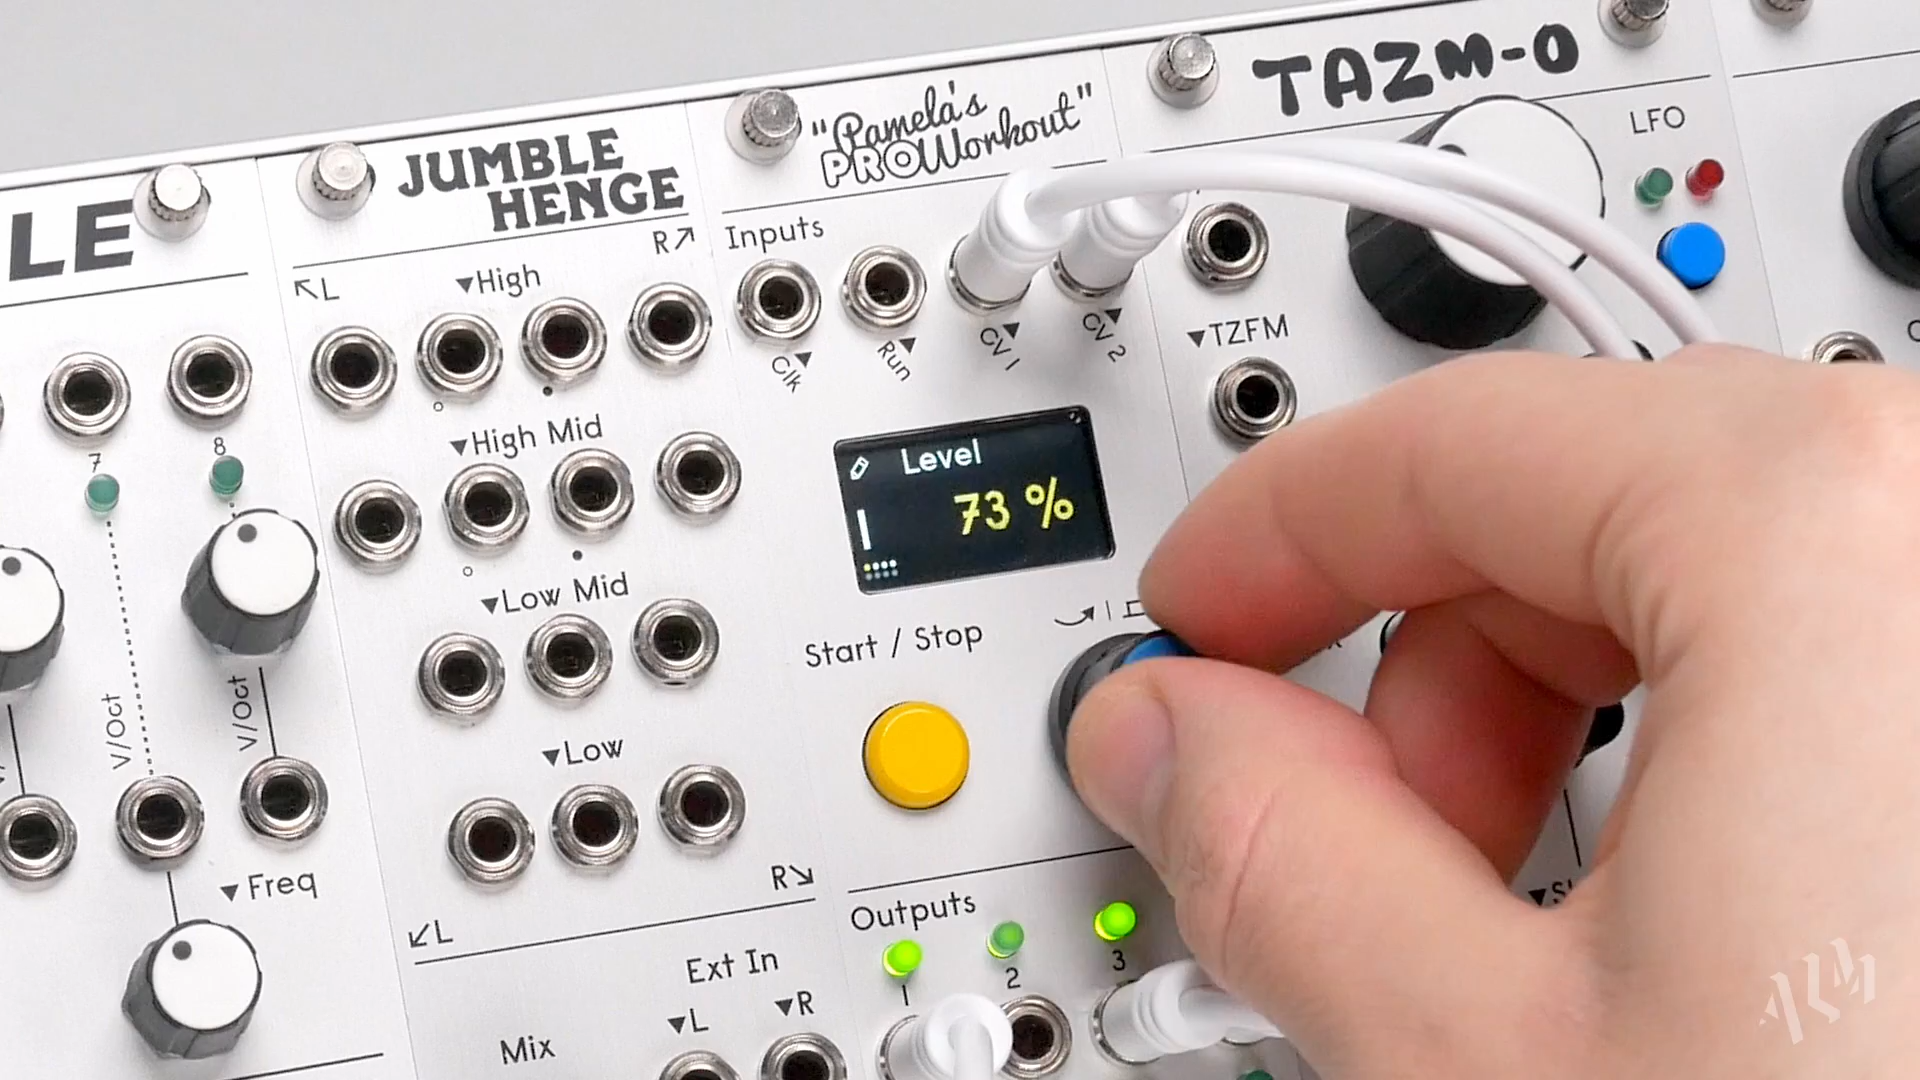 LE
7
8
V/Oct
V/Oct
▼Freq
JUMBLE
HENGE
↖L
R↗
▼High
▼High Mid
▼Low Mid
▼Low
↙L
R↘
Ext In
Mix
▼L
▼R
"Pamela's
PRO Workout"
Inputs
Clk▼
Run▼
CV 1▼
CV 2▼
Level
73 %
Start / Stop
Outputs
1
2
3
TAZM-O
LFO
▼TZFM
ALM